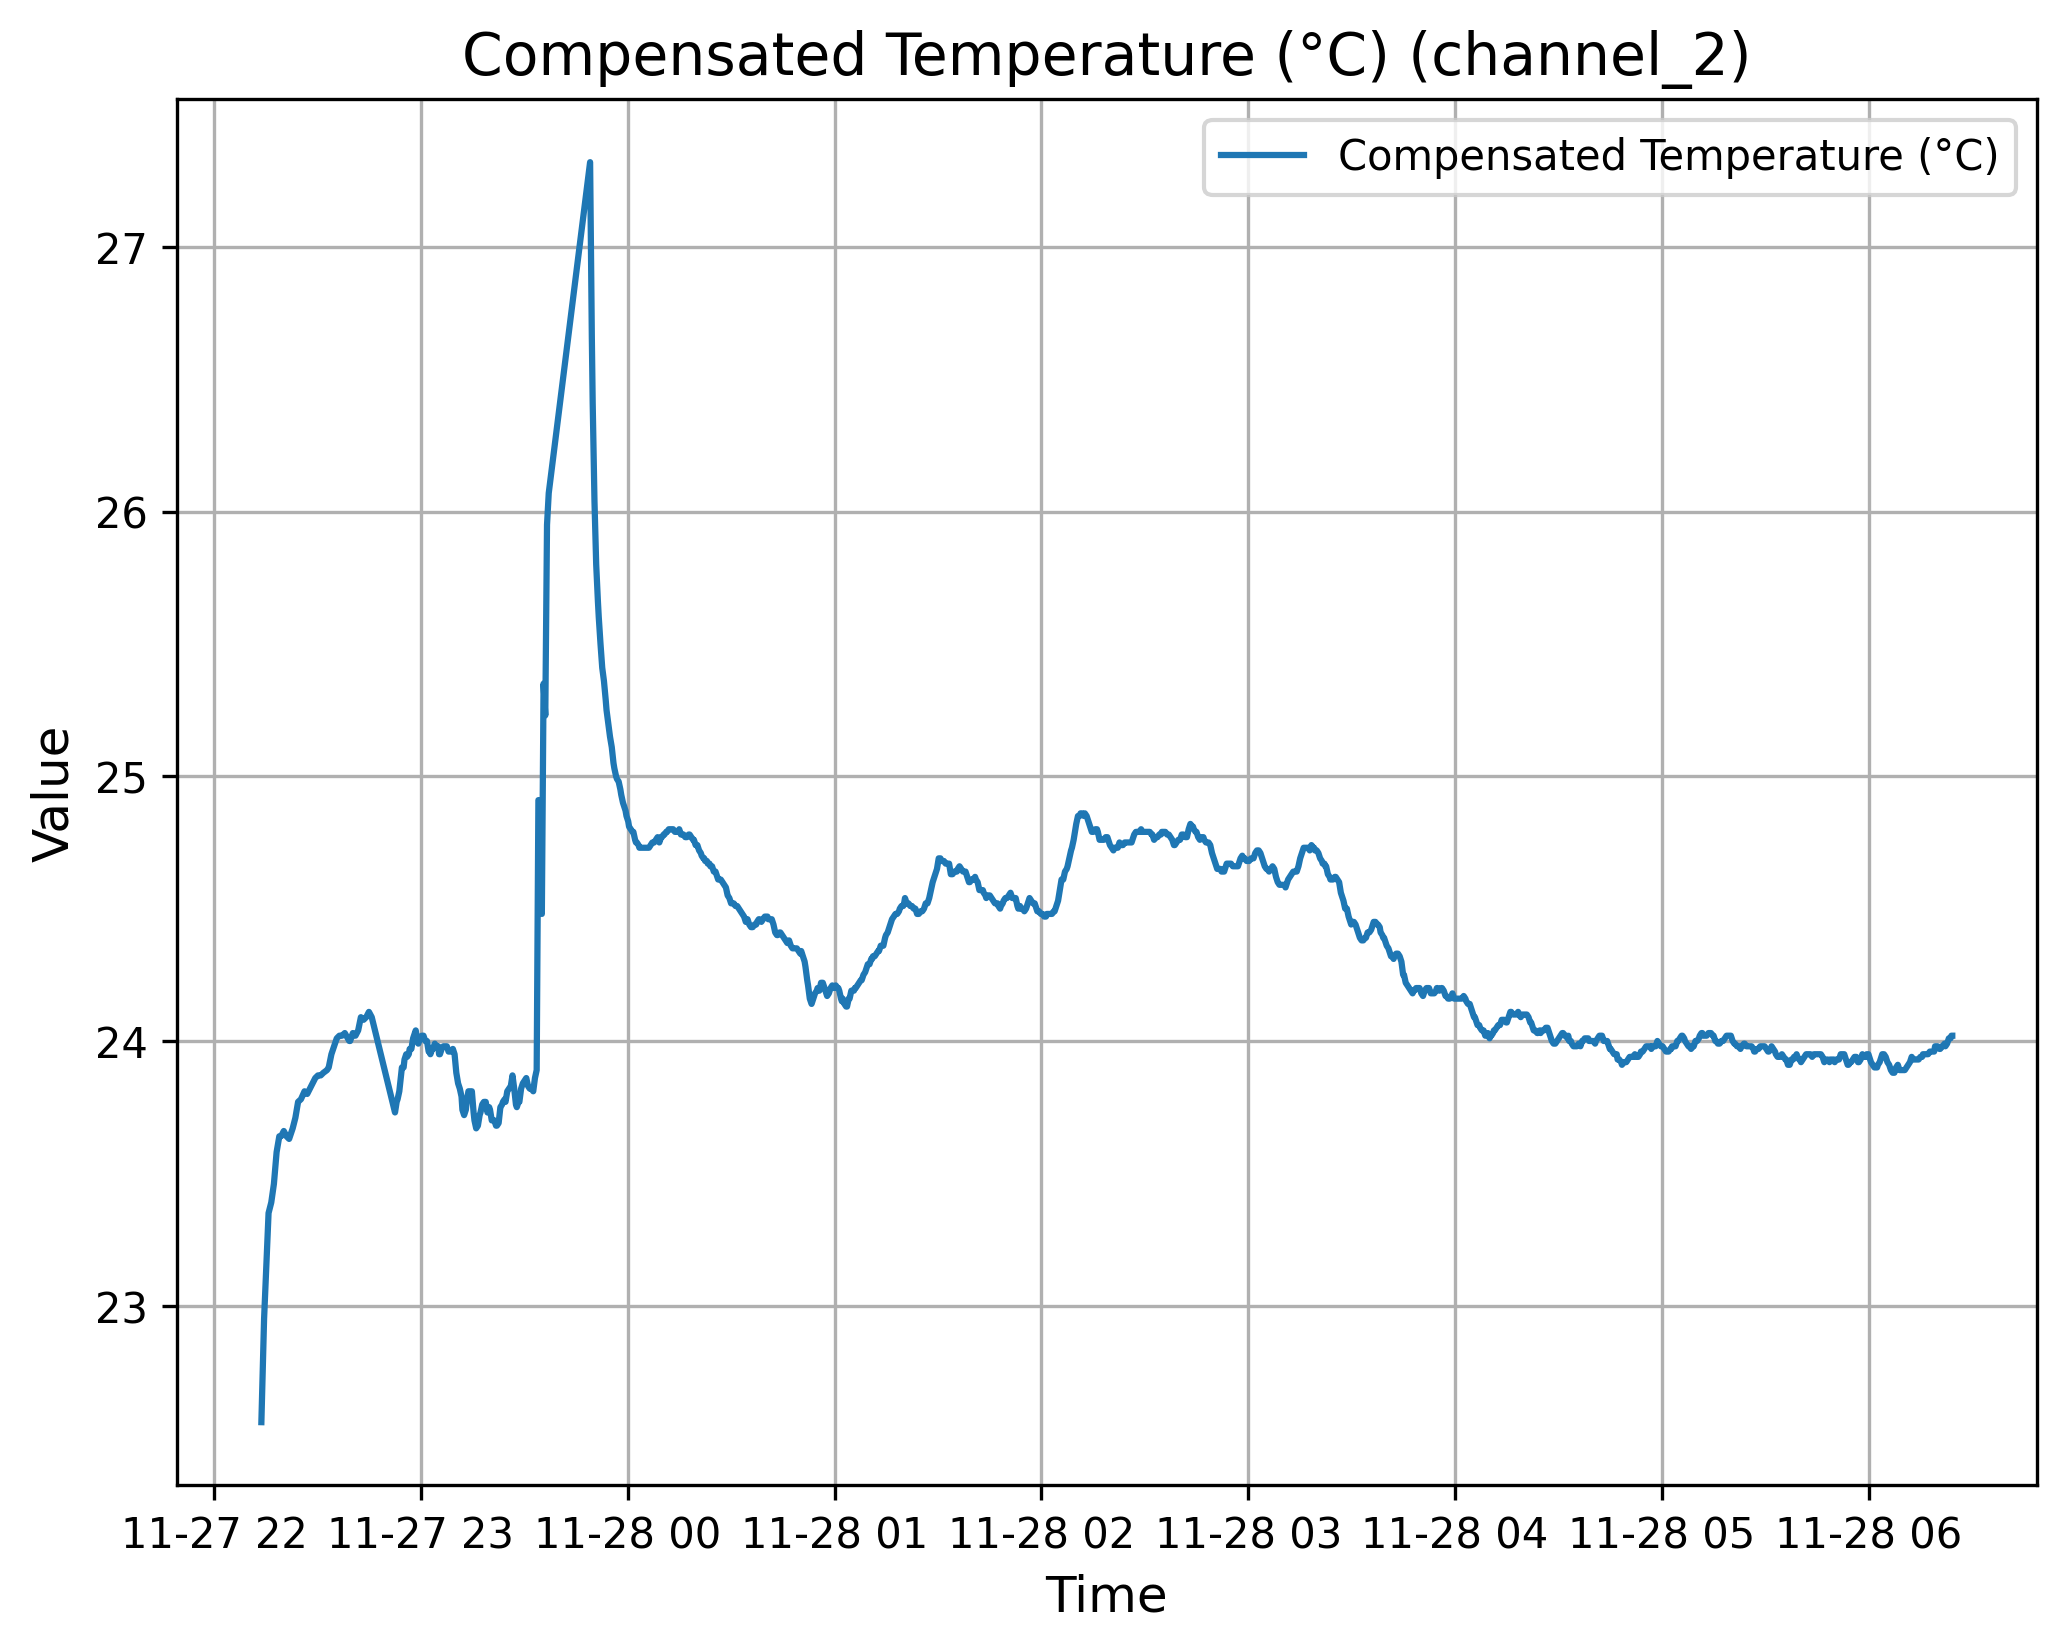 Compensated Temperature (°C) (channel_2)
Compensated Temperature (°C)
27
26
25
24
23
Value
11-27 22 11-27 23 11-28 00 11-28 01 11-28 02 11-28 03 11-28 04 11-28 05 11-28 06
Time